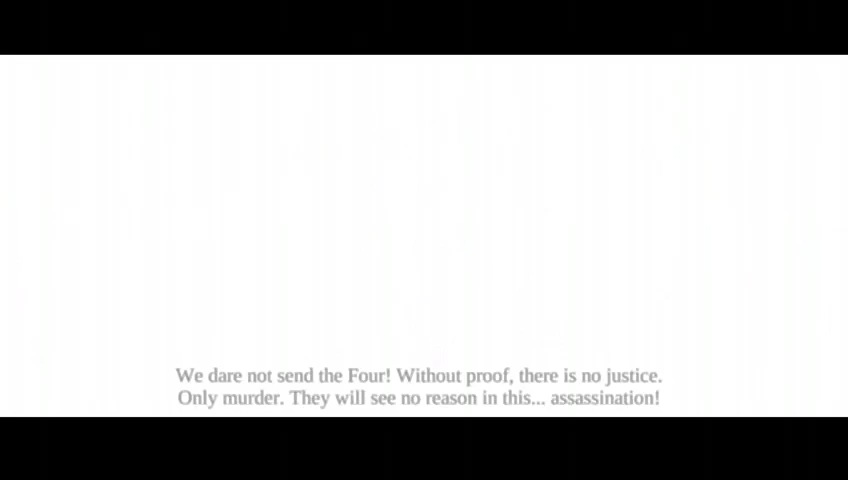 We dare not send the Four! Without proof, there is no justice.
Only murder. They will see no reason in this... assassination!